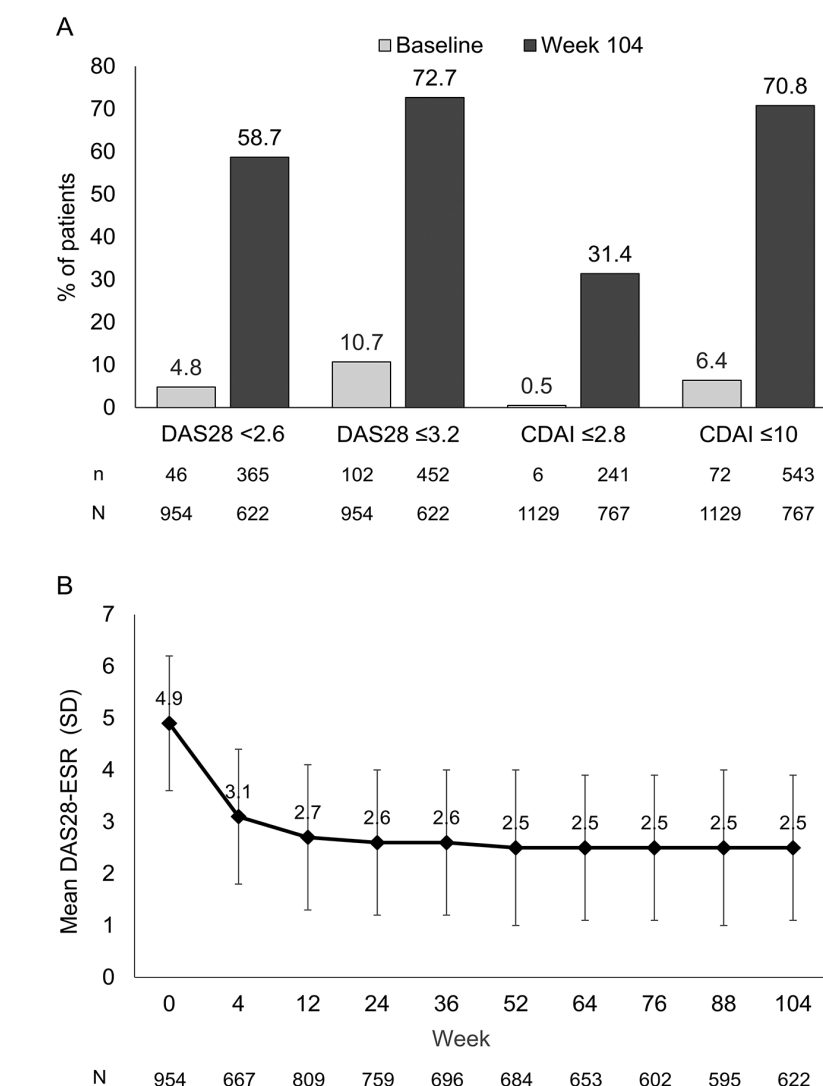 A
Baseline Week 104
80
70
60
50
40
30
20
10
0
% of patients
4.8 58.7 10.7 72.7 0.5 31.4 6.4 70.8
DAS28 <2.6 DAS28 ≤3.2 CDAI ≤2.8 CDAI ≤10
n 46 365 102 452 6 241 72 543
N 954 622 954 622 1129 767 1129 767
B
7
6
5
4
3
2
1
0
Mean DAS28-ESR (SD)
4.9 3.1 2.7 2.6 2.6 2.5 2.5 2.5 2.5 2.5
0 4 12 24 36 52 64 76 88 104
Week
N 954 667 809 759 696 684 653 602 595 622